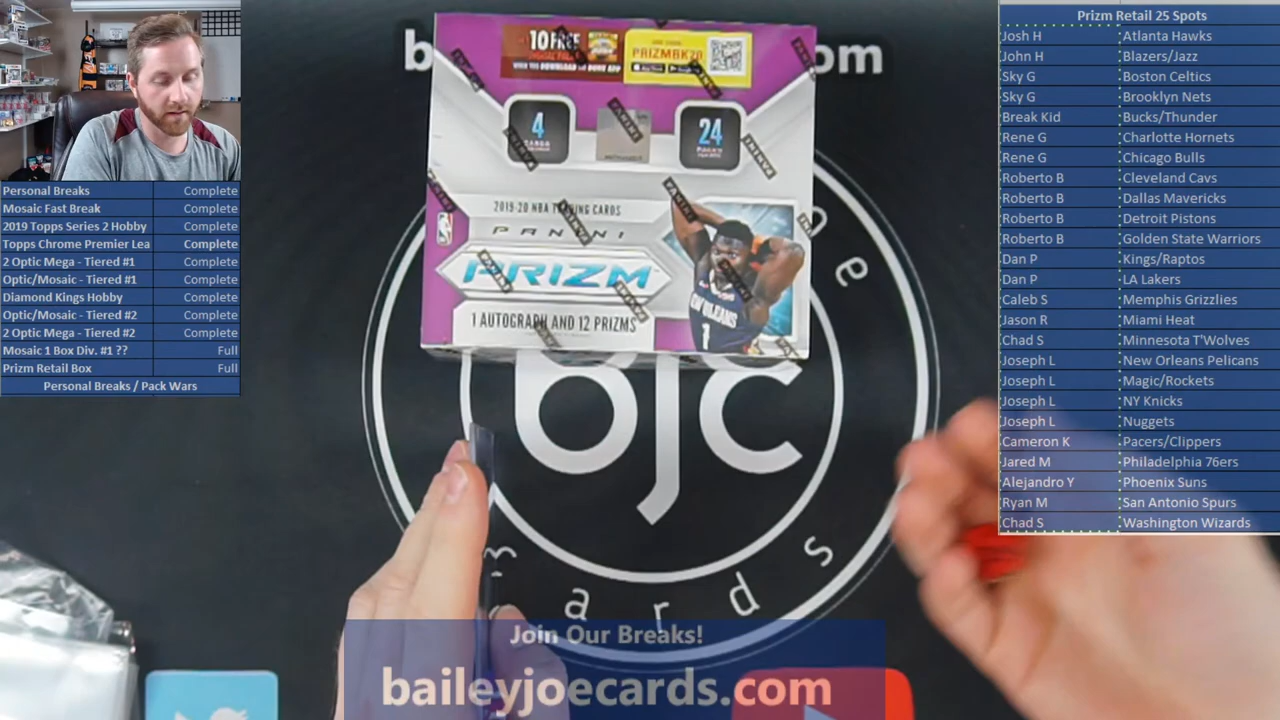 Personal Breaks Complete
Mosaic Fast Break Complete
2019 Topps Series 2 Hobby Complete
Topps Chrome Premier Lea Complete
2 Optic Mega - Tiered #1 Complete
Optic/Mosaic - Tiered #1 Complete
Diamond Kings Hobby Complete
Optic/Mosaic - Tiered #2 Complete
2 Optic Mega - Tiered #2 Complete
Mosaic 1 Box Div. #1 ?? Full
Prizm Retail Box Full
Personal Breaks / Pack Wars
b
om
10 FREE
PRIZMBK20
4
24
2019-20 NBA TRADING CARDS
PANINI
PRIZM
1 AUTOGRAPH AND 12 PRIZMS
NEW ORLEANS
1
bjc
e
m
a r d s
Join Our Breaks!
baileyjoecards.com
Prizm Retail 25 Spots
Josh H Atlanta Hawks
John H Blazers/Jazz
Sky G Boston Celtics
Sky G Brooklyn Nets
Break Kid Bucks/Thunder
Rene G Charlotte Hornets
Rene G Chicago Bulls
Roberto B Cleveland Cavs
Roberto B Dallas Mavericks
Roberto B Detroit Pistons
Roberto B Golden State Warriors
Dan P Kings/Raptos
Dan P LA Lakers
Caleb S Memphis Grizzlies
Jason R Miami Heat
Chad S Minnesota T'Wolves
Joseph L New Orleans Pelicans
Joseph L Magic/Rockets
Joseph L NY Knicks
Joseph L Nuggets
Cameron K Pacers/Clippers
Jared M Philadelphia 76ers
Alejandro Y Phoenix Suns
Ryan M San Antonio Spurs
Chad S Washington Wizards